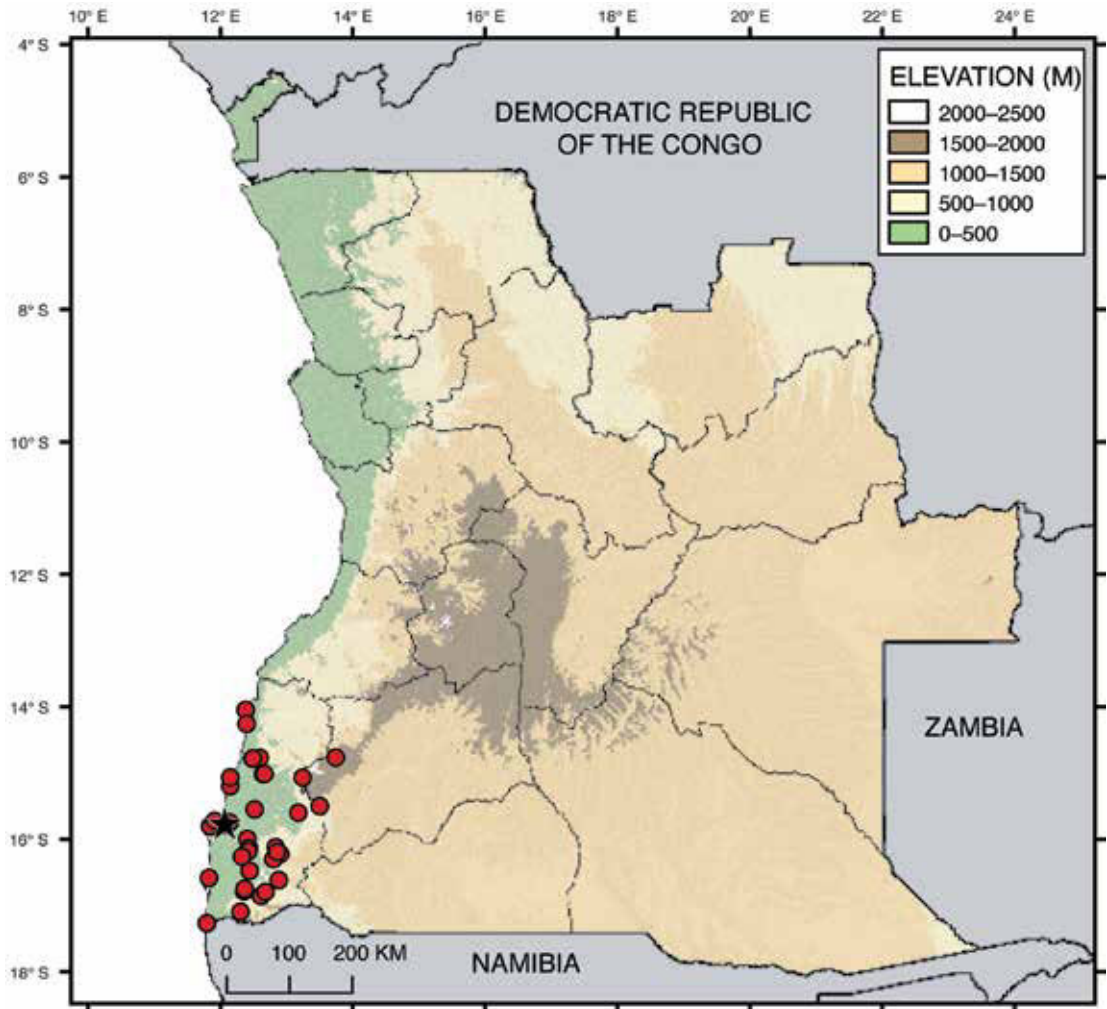 10° E 12° E 14° E 16° E 18° E 20° E 22° E 24° E
4° S
6° S
8° S
10° S
12° S
14° S
16° S
18° S
ELEVATION (M)
2000–2500
1500–2000
1000–1500
500–1000
0–500
DEMOCRATIC REPUBLIC
OF THE CONGO
ZAMBIA
NAMIBIA
0 100 200 KM